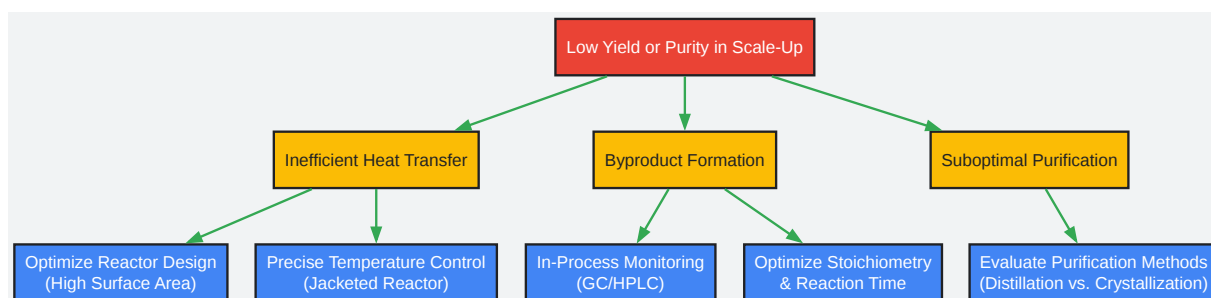 Low Yield or Purity in Scale-Up
Inefficient Heat Transfer
Byproduct Formation
Suboptimal Purification
Optimize Reactor Design
(High Surface Area)
Precise Temperature Control
(Jacketed Reactor)
In-Process Monitoring
(GC/HPLC)
Optimize Stoichiometry
& Reaction Time
Evaluate Purification Methods
(Distillation vs. Crystallization)